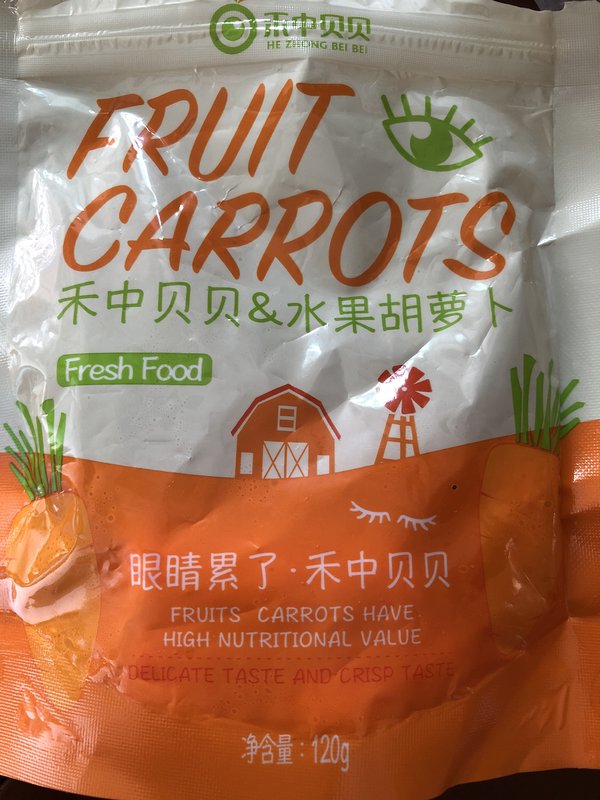 禾中贝贝
HE ZHONG BEI BEI
FRUIT
CARROTS
禾中贝贝&水果胡萝卜
Fresh Food
眼睛累了·禾中贝贝
FRUITS CARROTS HAVE
HIGH NUTRITIONAL VALUE
DELICATE TASTE AND CRISP TASTE
净含量：120g